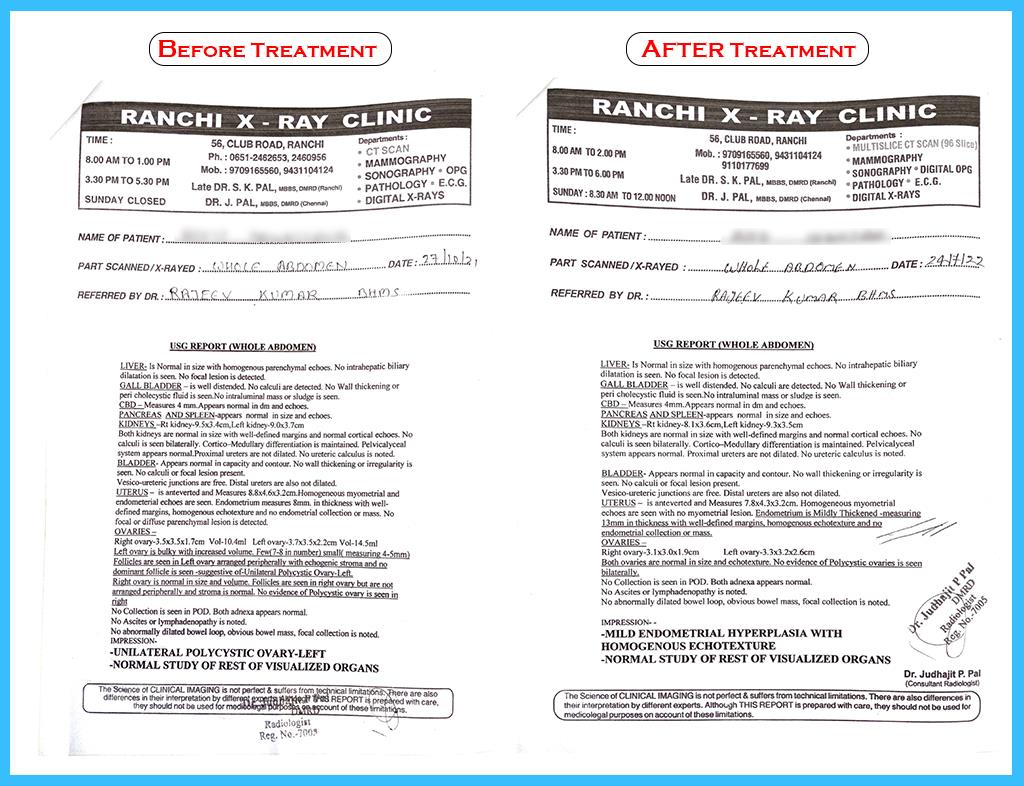 BEFORE TREATMENT
RANCHI X - RAY CLINIC
TIME :
8.00 AM TO 1.00 PM
3.30 PM TO 5.30 PM
SUNDAY CLOSED
56, CLUB ROAD, RANCHI
Ph. : 0651-2462653, 2460956
Mob. : 9709165560, 9431104124
Late DR. S. K. PAL, MBBS, DMRD (Ranchi)
DR. J. PAL, MBBS, DMRD (Chennai)
Departments :
• CT SCAN
• MAMMOGRAPHY
• SONOGRAPHY • OPG
• PATHOLOGY • E.C.G.
• DIGITAL X-RAYS
NAME OF PATIENT :
PART SCANNED/X-RAYED : WHOLE ABDOMEN DATE : 27/10/21
REFERRED BY DR. : RAJEEV KUMAR BHMS
USG REPORT (WHOLE ABDOMEN)
LIVER- Is Normal in size with homogenous parenchymal echoes. No intrahepatic biliary
dilatation is seen. No focal lesion is detected.
GALL BLADDER – is well distended. No calculi are detected. No Wall thickening or
peri cholecystic fluid is seen.No intraluminal mass or sludge is seen.
CBD – Measures 4 mm.Appears normal in dm and echoes.
PANCREAS AND SPLEEN-appears normal in size and echoes.
KIDNEYS –Rt kidney-9.5x3.4cm,Left kidney-9.0x3.7cm
Both kidneys are normal in size with well-defined margins and normal cortical echoes. No
calculi is seen bilaterally. Cortico–Medullary differentiation is maintained. Pelvicalyceal
system appears normal.Proximal ureters are not dilated. No ureteric calculus is noted.
BLADDER- Appears normal in capacity and contour. No wall thickening or irregularity is
seen. No calculi or focal lesion present.
Vesico-ureteric junctions are free. Distal ureters are also not dilated.
UTERUS – is anteverted and Measures 8.8x4.6x3.2cm.Homogeneous myometrial and
endometerial echoes are seen. Endometrium measures 8mm. in thickness with well-
defined margins, homogenous echotexture and no endometrial collection or mass. No
focal or diffuse parenchymal lesion is detected.
OVARIES –
Right ovary-3.5x3.5x1.7cm Vol-10.4ml Left ovary-3.7x3.5x2.2cm Vol-14.5ml
Left ovary is bulky with increased volume. Few(7-8 in number) small( measuring 4-5mm)
Follicles are seen in Left ovary arranged peripherally with echogenic stroma and no
dominant follicle is seen -suggestive of-Unilateral Polycystic Ovary-Left.
Right ovary is normal in size and volume. Follicles are seen in right ovary but are not
arranged peripherally and stroma is normal. No evidence of Polycystic ovary is seen in
right
No Collection is seen in POD. Both adnexa appears normal.
No Ascites or lymphadenopathy is noted.
No abnormally dilated bowel loop, obvious bowel mass, focal collection is noted.
IMPRESSION-
-UNILATERAL POLYCYSTIC OVARY-LEFT
-NORMAL STUDY OF REST OF VISUALIZED ORGANS
The Science of CLINICAL IMAGING is not perfect & suffers from technical limitations. There are also
differences in their interpretation by different experts. Although THIS REPORT is prepared with care,
they should not be used for medicolegal purposes on account of these limitations.
DMRD
Radiologist
Reg. No.-7005
AFTER TREATMENT
RANCHI X - RAY CLINIC
TIME :
8.00 AM TO 2.00 PM
3.30 PM TO 6.00 PM
SUNDAY : 8.30 AM TO 12.00 NOON
56, CLUB ROAD, RANCHI
Mob. : 9709165560, 9431104124
9110177699
Late DR. S. K. PAL, MBBS, DMRD (Ranchi)
DR. J. PAL, MBBS, DMRD (Chennai)
Departments :
• MULTISLICE CT SCAN (96 Slice)
• MAMMOGRAPHY
• SONOGRAPHY • DIGITAL OPG
• PATHOLOGY • E.C.G.
• DIGITAL X-RAYS
NAME OF PATIENT :
PART SCANNED/X-RAYED : WHOLE ABDOMEN DATE : 29/7/22
REFERRED BY DR. : RAJEEV KUMAR BHMS
USG REPORT (WHOLE ABDOMEN)
LIVER- Is Normal in size with homogenous parenchymal echoes. No intrahepatic biliary
dilatation is seen. No focal lesion is detected.
GALL BLADDER – is well distended. No calculi are detected. No Wall thickening or
peri cholecystic fluid is seen.No intraluminal mass or sludge is seen.
CBD – Measures 4mm.Appears normal in dm and echoes.
PANCREAS AND SPLEEN-appears normal in size and echoes.
KIDNEYS –Rt kidney-8.1x3.6cm,Left kidney-9.3x3.5cm
Both kidneys are normal in size with well-defined margins and normal cortical echoes. No
calculi is seen bilaterally. Cortico–Medullary differentiation is maintained. Pelvicalyceal
system appears normal. Proximal ureters are not dilated. No ureteric calculus is noted.
BLADDER- Appears normal in capacity and contour. No wall thickening or irregularity is
seen. No calculi or focal lesion present.
Vesico-ureteric junctions are free. Distal ureters are also not dilated.
UTERUS – is anteverted and Measures 7.8x4.3x3.2cm. Homogeneous myometrial
echoes are seen with no myometrial lesion. Endometrium is Mildly Thickened -measuring
13mm in thickness with well-defined margins, homogenous echotexture and no
endometrial collection or mass.
OVARIES –
Right ovary-3.1x3.0x1.9cm Left ovary-3.3x3.2x2.6cm
Both ovaries are normal in size and echotexture. No evidence of Polycystic ovaries is seen
bilaterally.
No Collection is seen in POD. Both adnexa appears normal.
No Ascites or lymphadenopathy is noted.
No abnormally dilated bowel loop, obvious bowel mass, focal collection is noted.
IMPRESSION- -
-MILD ENDOMETRIAL HYPERPLASIA WITH
HOMOGENOUS ECHOTEXTURE
-NORMAL STUDY OF REST OF VISUALIZED ORGANS
Dr. Judhajit P Pal
DMRD
Radiologist
Reg. No.-7005
Dr. Judhajit P. Pal
(Consultant Radiologist)
The Science of CLINICAL IMAGING is not perfect & suffers from technical limitations. There are also differences in
their interpretation by different experts. Although THIS REPORT is prepared with care, they should not be used for
medicolegal purposes on account of these limitations.